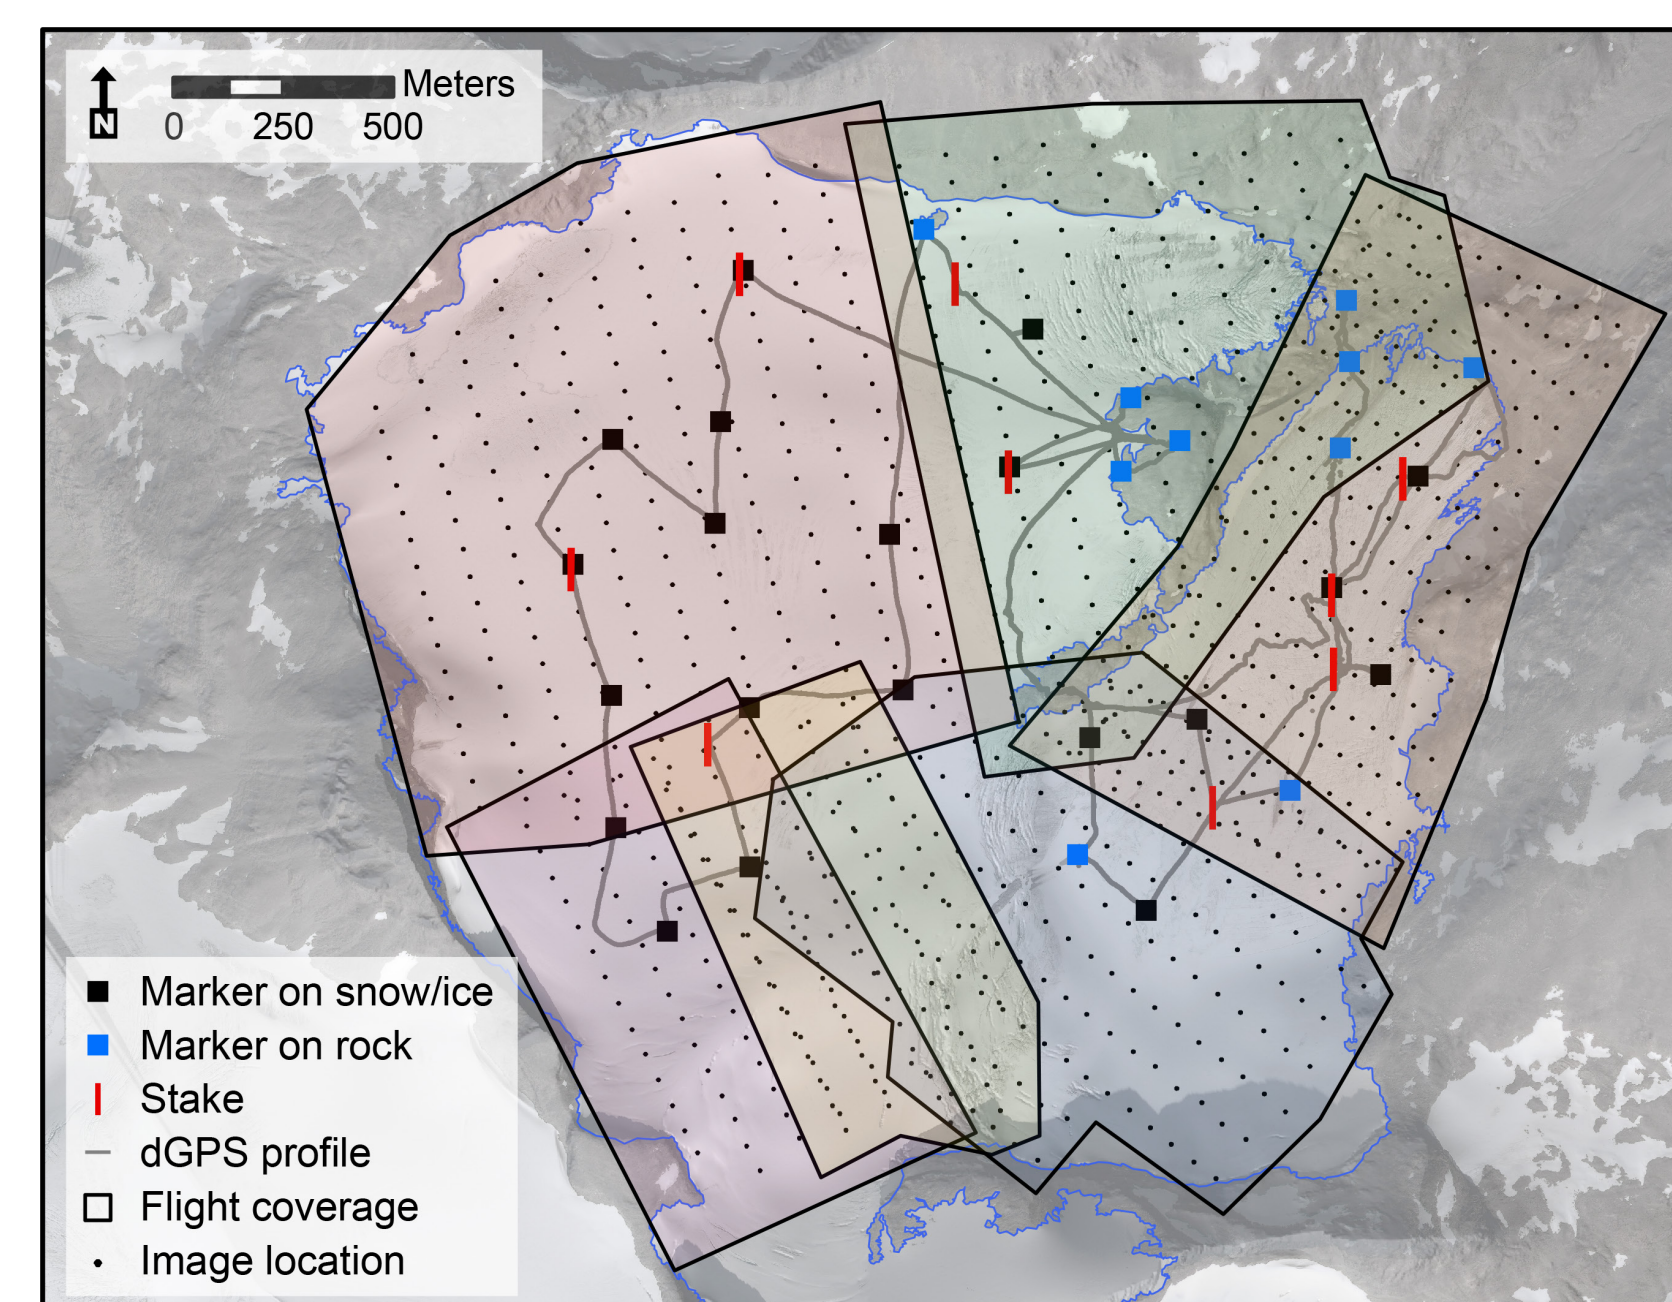 Meters
N
0 250 500
Marker on snow/ice
Marker on rock
Stake
dGPS profile
Flight coverage
Image location